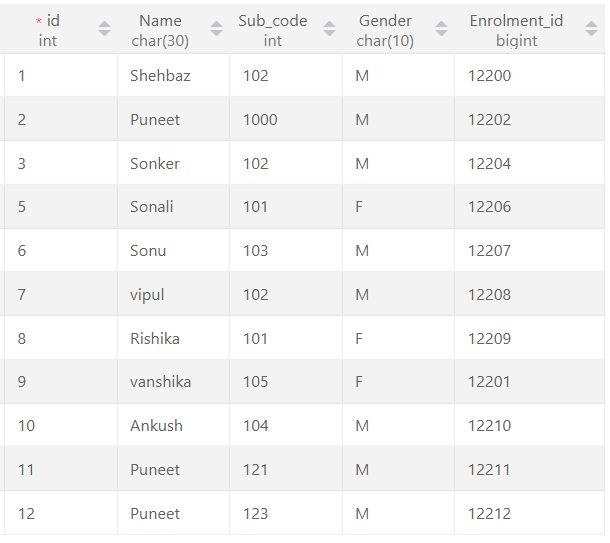 * id Name Sub_code Gender Enrolment_id
int char(30) int char(10) bigint
1 Shehbaz 102 M 12200
2 Puneet 1000 M 12202
3 Sonker 102 M 12204
5 Sonali 101 F 12206
6 Sonu 103 M 12207
7 vipul 102 M 12208
8 Rishika 101 F 12209
9 vanshika 105 F 12201
10 Ankush 104 M 12210
11 Puneet 121 M 12211
12 Puneet 123 M 12212